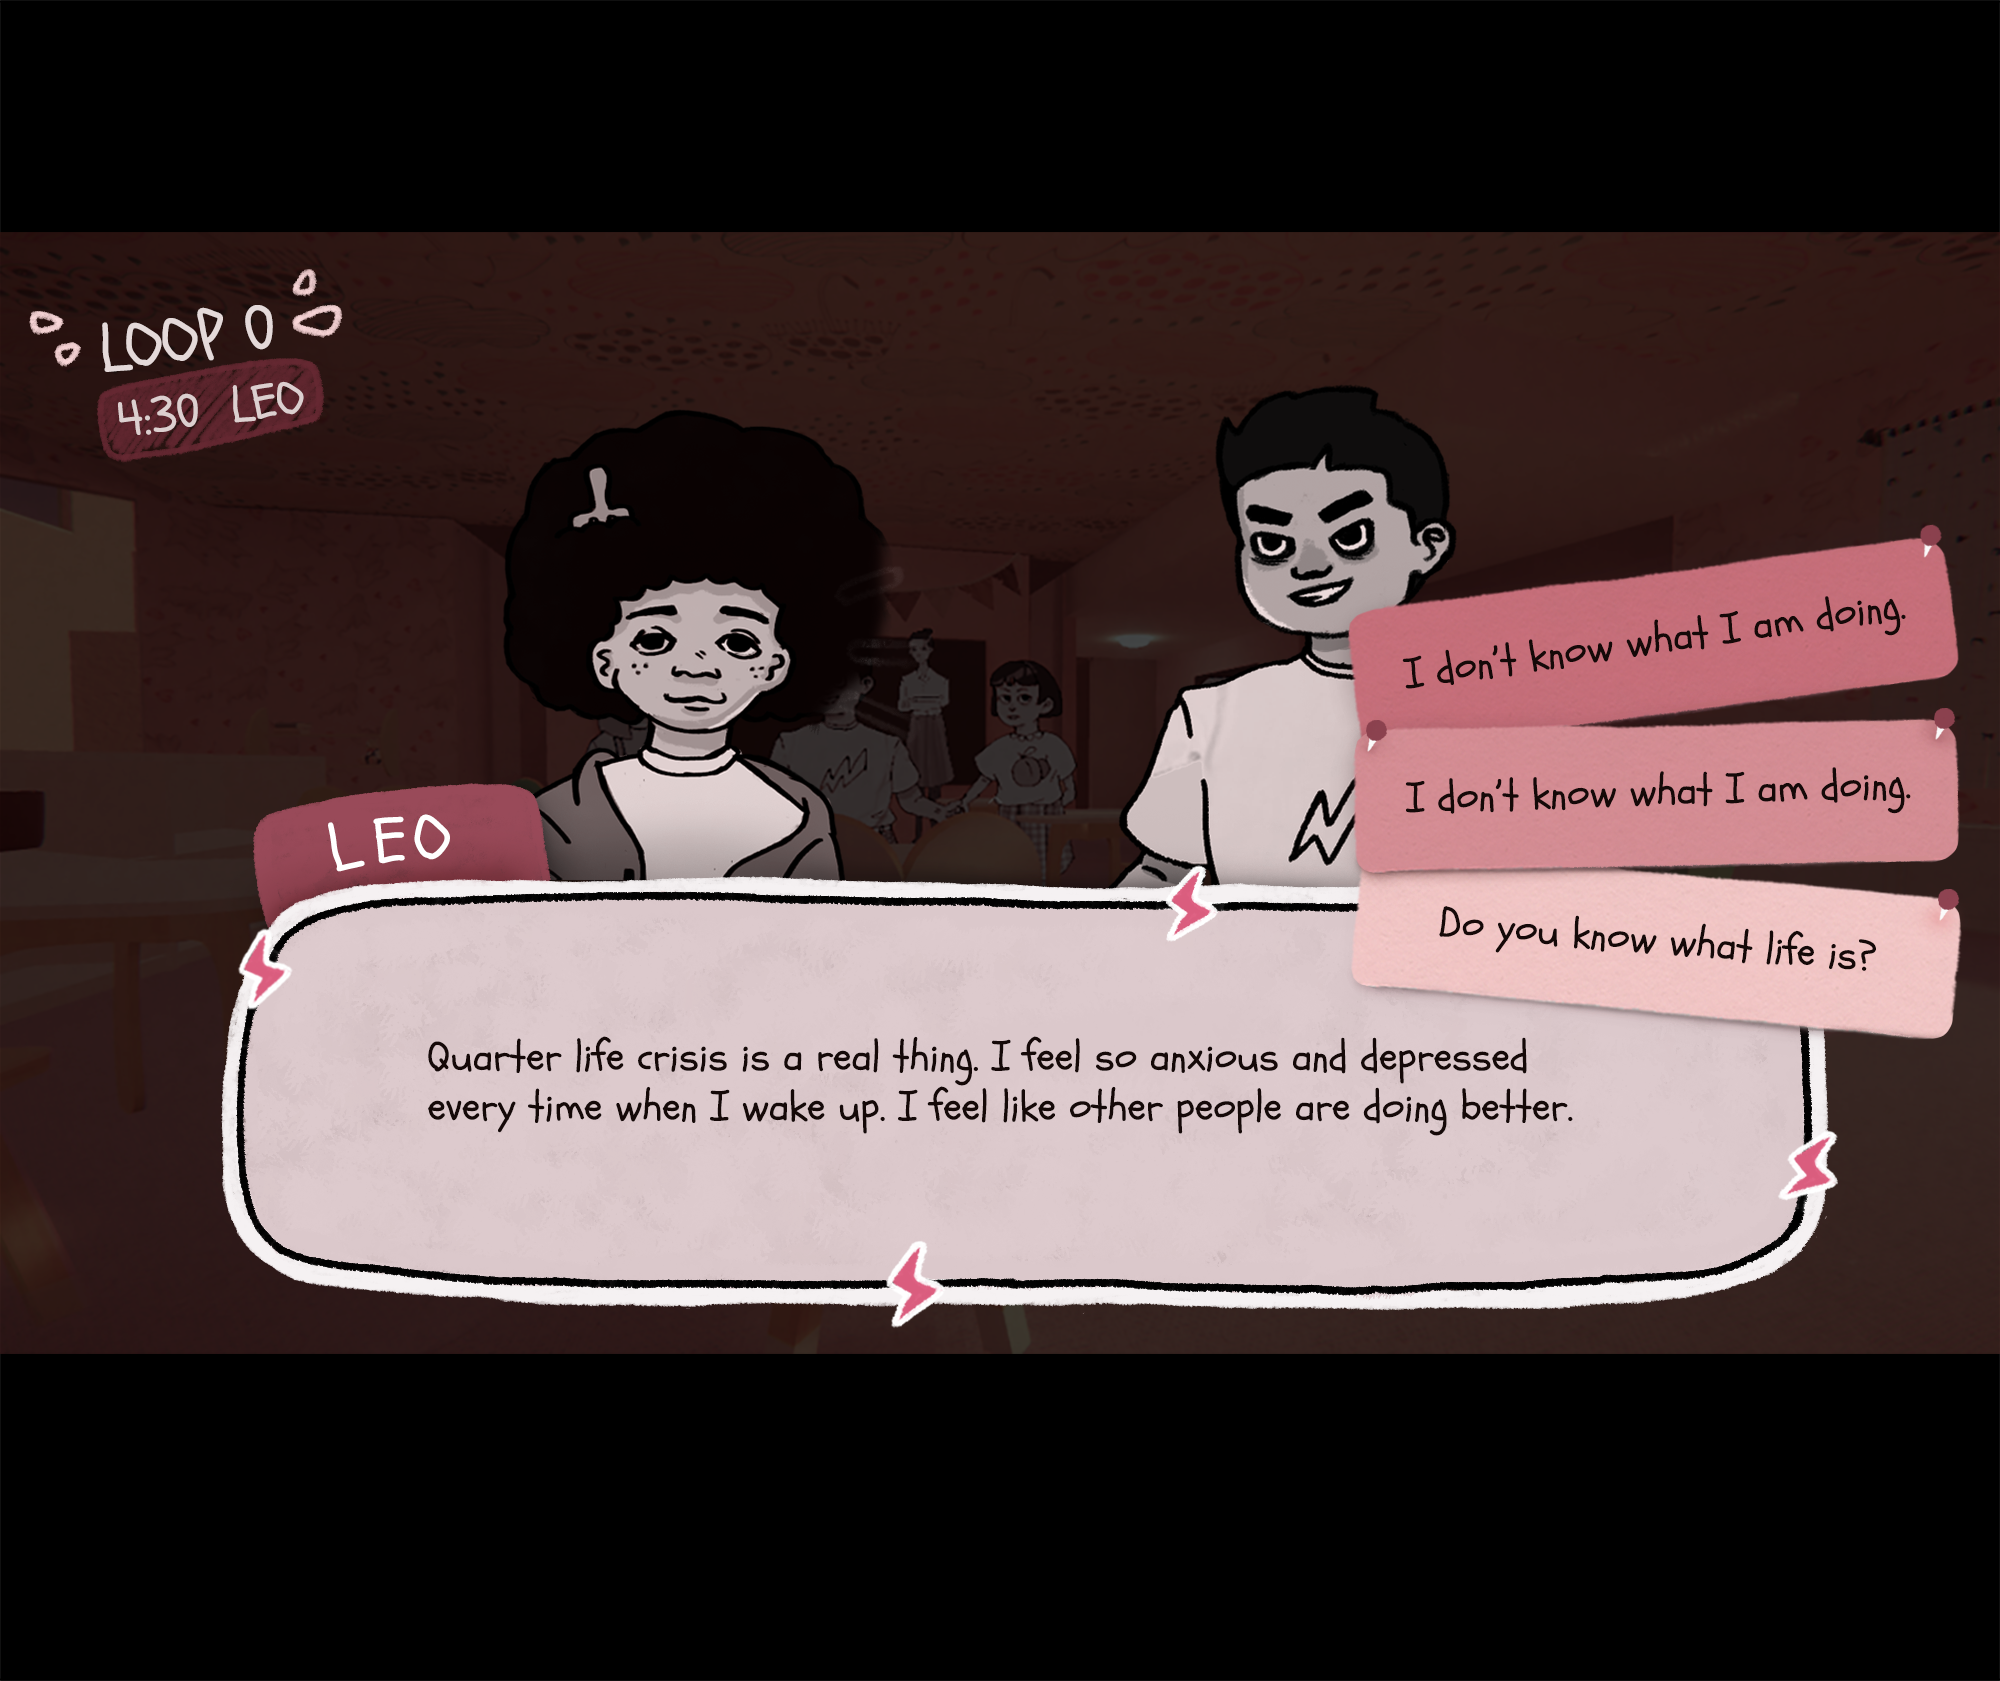 LOOP 0
4:30 LEO
I don't know what I am doing.
I don't know what I am doing.
Do you know what life is?
LEO
Quarter life crisis is a real thing. I feel so anxious and depressed
every time when I wake up. I feel like other people are doing better.